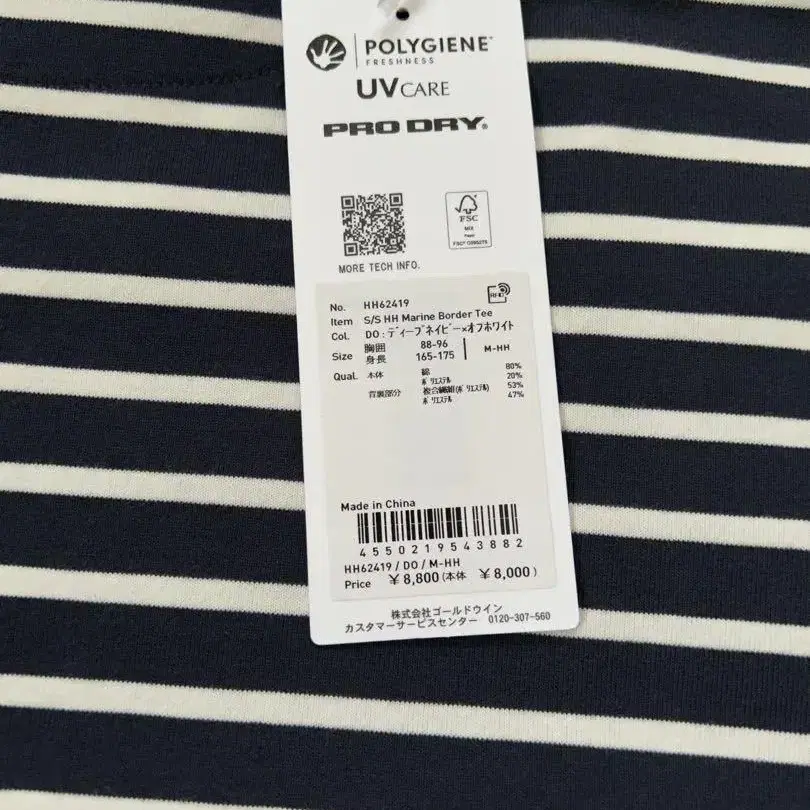 POLYGIENE
FRESHNESS
UV CARE
PRO DRY®
FSC
MIX
Paper
MORE TECH INFO.
RFID
No. HH62419
Item S/S HH Marine Border Tee
Col. DO : ディープネイビー×オフホワイト
Size 胸囲 88-96 M-HH
身長 165-175
Qual. 本体 綿 80%
ポリエステル 20%
背裏部分 複合繊維(ポリエステル) 53%
ポリエステル 47%
Made in China
4550219543882
HH62419 / DO / M-HH
Price ¥8,800(本体 ¥8,000)
株式会社ゴールドウイン
カスタマーサービスセンター 0120-307-560